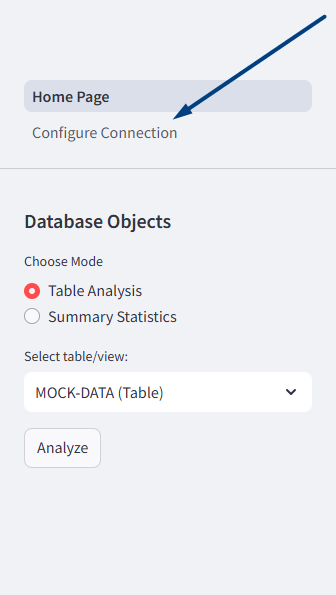 Home Page
Configure Connection
Database Objects
Choose Mode
Table Analysis
Summary Statistics
Select table/view:
MOCK-DATA (Table)
Analyze